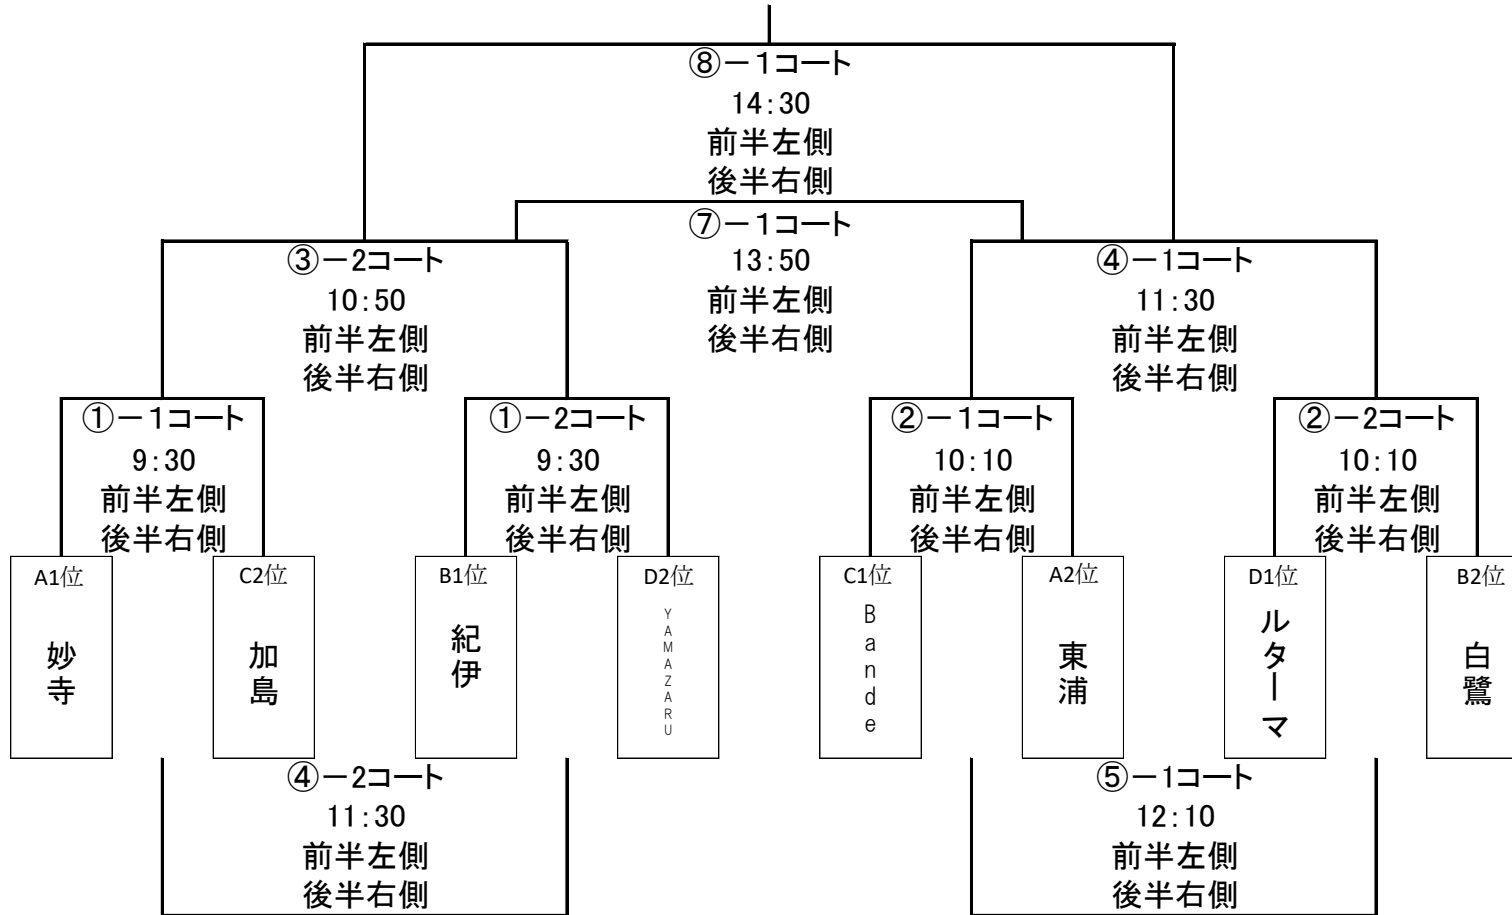 ⑧－1コート
14:30
前半左側
後半右側
⑦－1コート
13:50
前半左側
後半右側
③－2コート
10:50
前半左側
後半右側
④－1コート
11:30
前半左側
後半右側
①－1コート
9:30
前半左側
後半右側
①－2コート
9:30
前半左側
後半右側
②－1コート
10:10
前半左側
後半右側
②－2コート
10:10
前半左側
後半右側
A1位
妙寺
C2位
加島
B1位
紀伊
D2位
YAMAZARU
C1位
Bande
A2位
東浦
D1位
ルターマ
B2位
白鷺
④－2コート
11:30
前半左側
後半右側
⑤－1コート
12:10
前半左側
後半右側